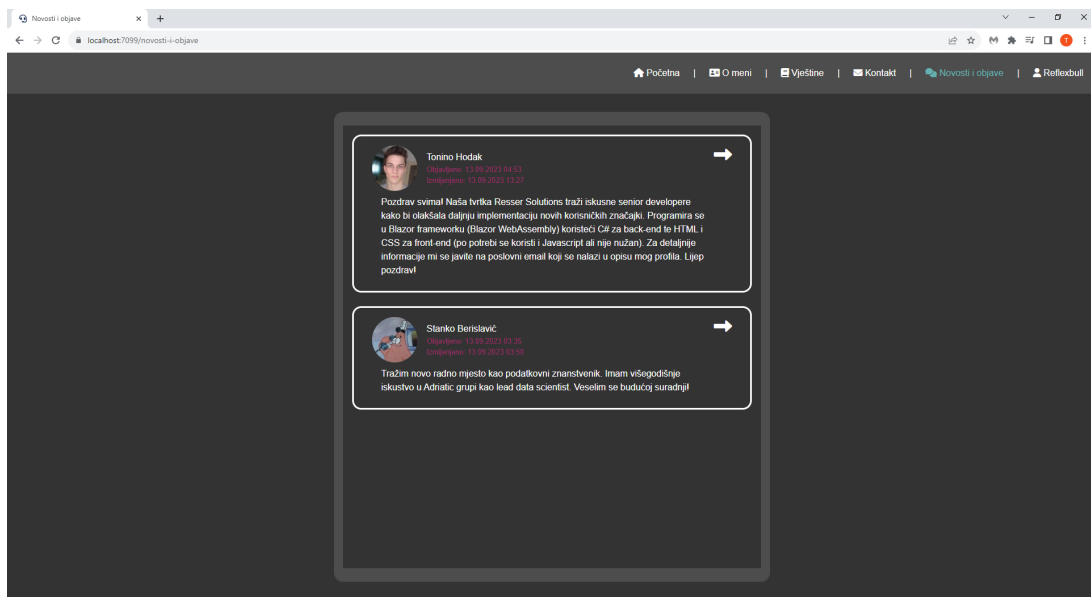 Novosti i objave
localhost:7099/novosti-i-objave
T
Početna | O meni | Vještine | Kontakt | Novosti i objave | Reflexbull
Tonino Hodak
Objavljeno: 13.09.2023 04:53
Izmijenjeno: 13.09.2023 13:27
Pozdrav svima! Naša tvrtka Resser Solutions traži iskusne senior developere
kako bi olakšala daljnju implementaciju novih korisničkih značajki. Programira se
u Blazor frameworku (Blazor WebAssembly) koristeći C# za back-end te HTML i
CSS za front-end (po potrebi se koristi i Javascript ali nije nužan). Za detaljnije
informacije mi se javite na poslovni email koji se nalazi u opisu mog profila. Lijep
pozdrav!
Stanko Berislavić
Objavljeno: 13.09.2023 03:35
Izmijenjeno: 13.09.2023 03:50
Tražim novo radno mjesto kao podatkovni znanstvenik. Imam višegodišnje
iskustvo u Adriatic grupi kao lead data scientist. Veselim se budućoj suradnji!